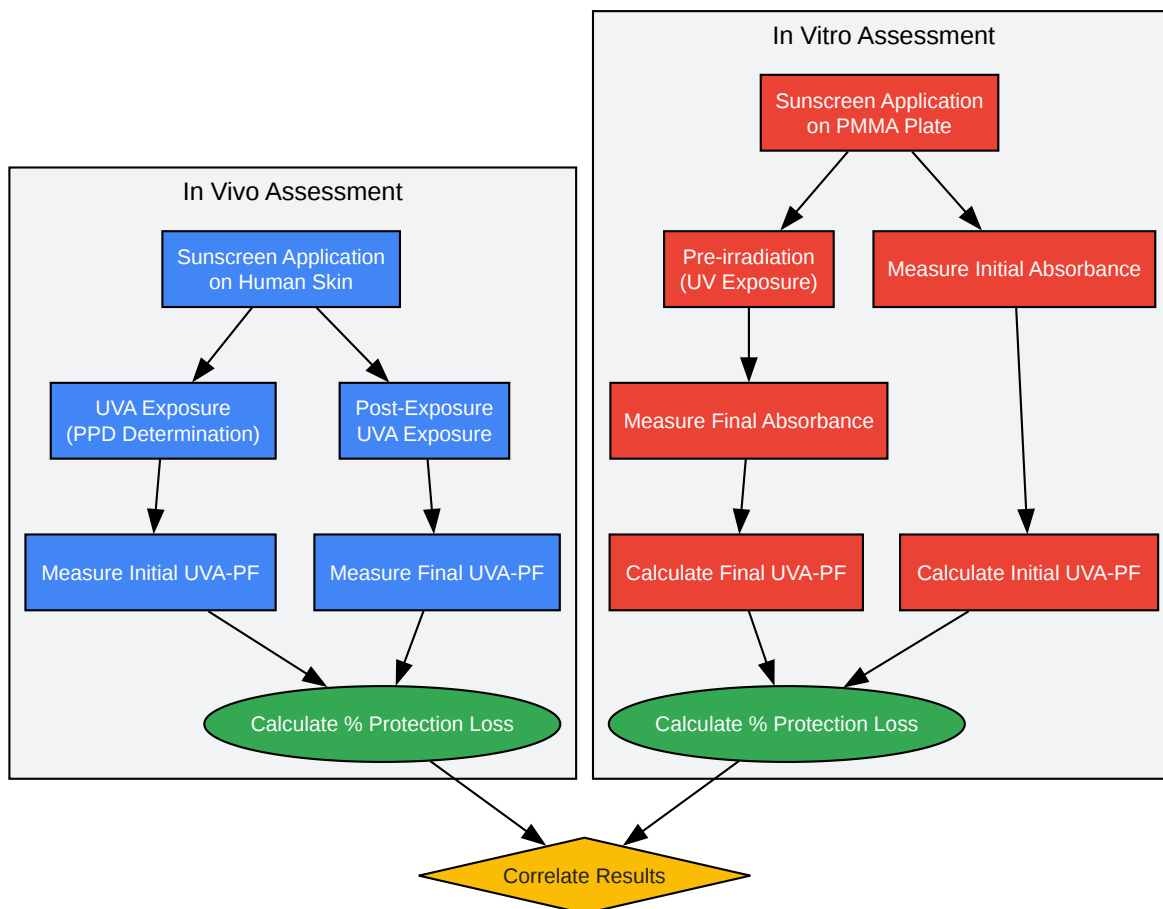 In Vitro Assessment
Sunscreen Application
on PMMA Plate
In Vivo Assessment
Sunscreen Application
on Human Skin
Pre-irradiation
(UV Exposure)
Measure Initial Absorbance
UVA Exposure
(PPD Determination)
Post-Exposure
UVA Exposure
Measure Final Absorbance
Measure Initial UVA-PF
Measure Final UVA-PF
Calculate Final UVA-PF
Calculate Initial UVA-PF
Calculate % Protection Loss
Calculate % Protection Loss
Correlate Results